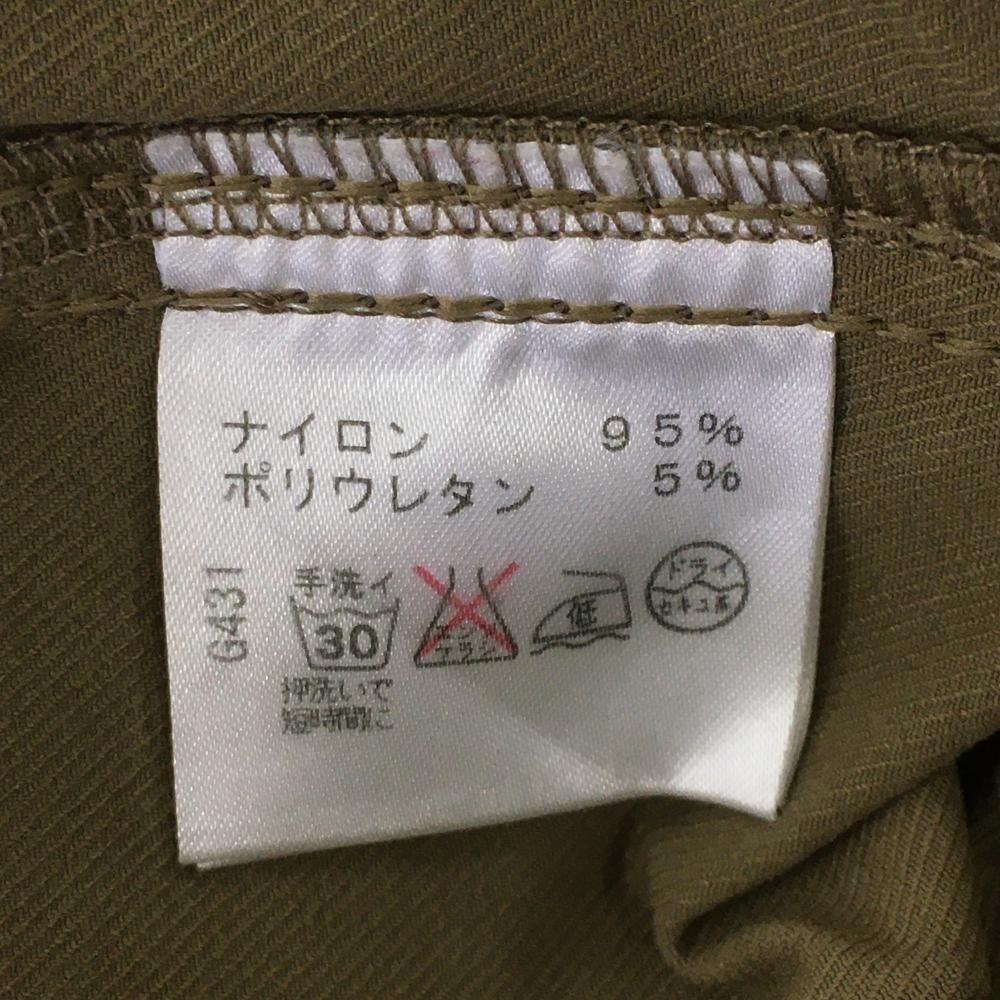 ナイロン 95%
ポリウレタン 5%
G431
手洗イ
30
エンソ
サラシ
低
ドライ
セキユ系
押洗いで
短時間に